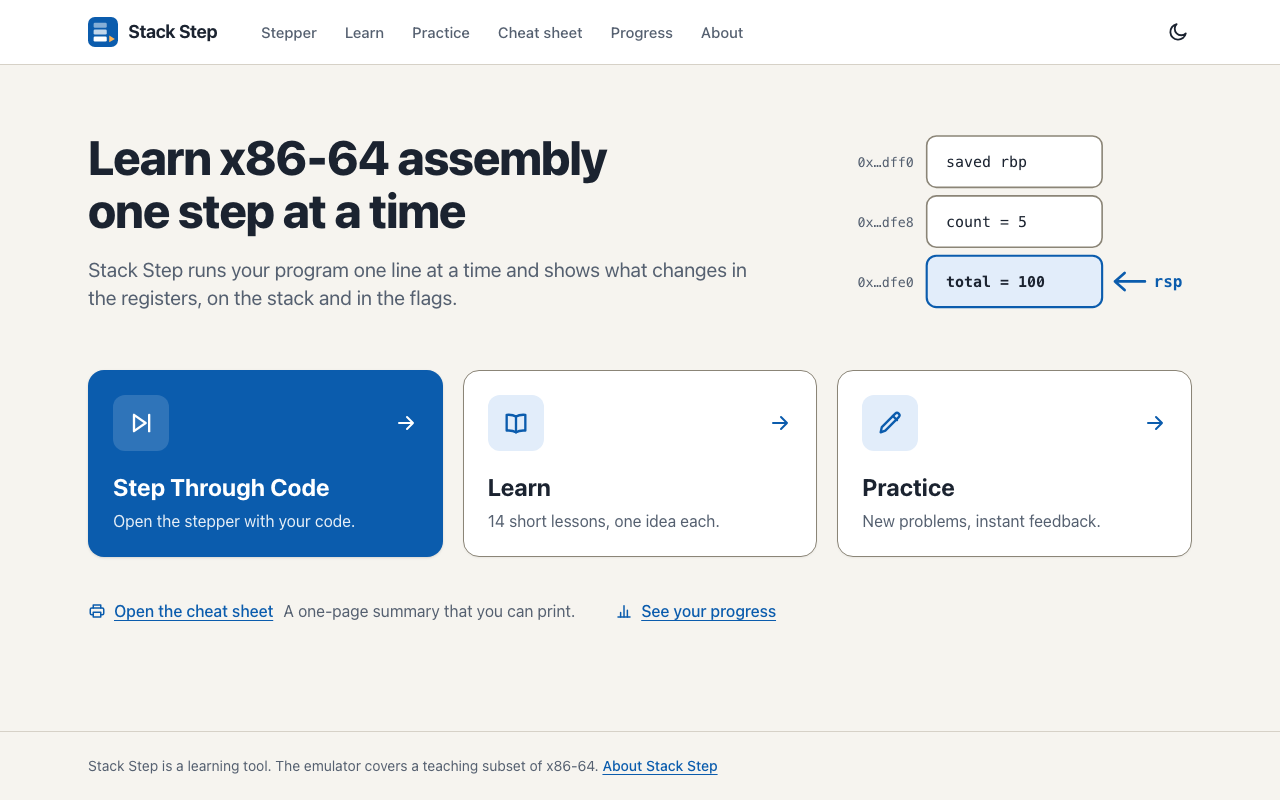 Stack Step
Stepper
Learn
Practice
Cheat sheet
Progress
About
Learn x86-64 assembly
one step at a time
Stack Step runs your program one line at a time and shows what changes in
the registers, on the stack and in the flags.
0x…dff0 saved rbp
0x…dfe8 count = 5
0x…dfe0 total = 100 rsp
Step Through Code
Open the stepper with your code.
Learn
14 short lessons, one idea each.
Practice
New problems, instant feedback.
Open the cheat sheet A one-page summary that you can print.
See your progress
Stack Step is a learning tool. The emulator covers a teaching subset of x86-64. About Stack Step